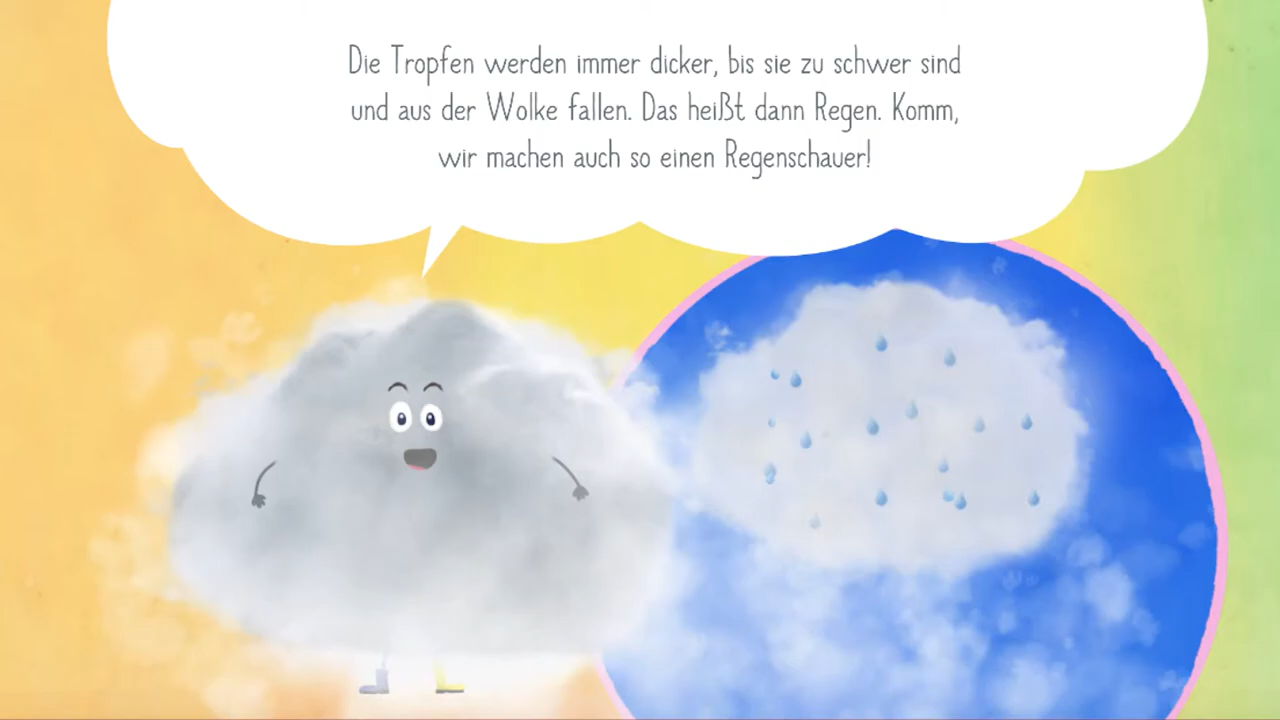 Die Tropfen werden immer dicker, bis sie zu schwer sind
und aus der Wolke fallen. Das heißt dann Regen. Komm,
wir machen auch so einen Regenschauer!